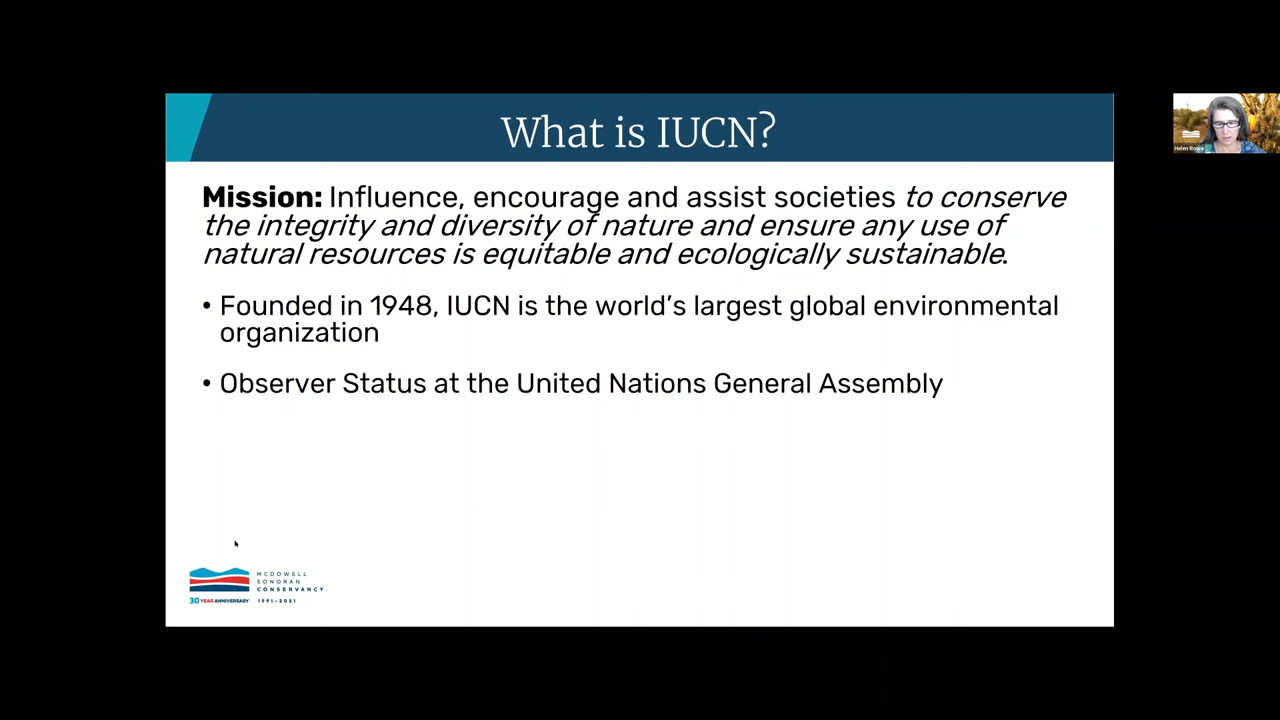 What is IUCN?
Mission: Influence, encourage and assist societies to conserve
the integrity and diversity of nature and ensure any use of
natural resources is equitable and ecologically sustainable.
• Founded in 1948, IUCN is the world's largest global environmental
organization
• Observer Status at the United Nations General Assembly
MCDOWELL
SONORAN
CONSERVANCY
30 YEAR ANNIVERSARY 1991-2021
Helen Rowe